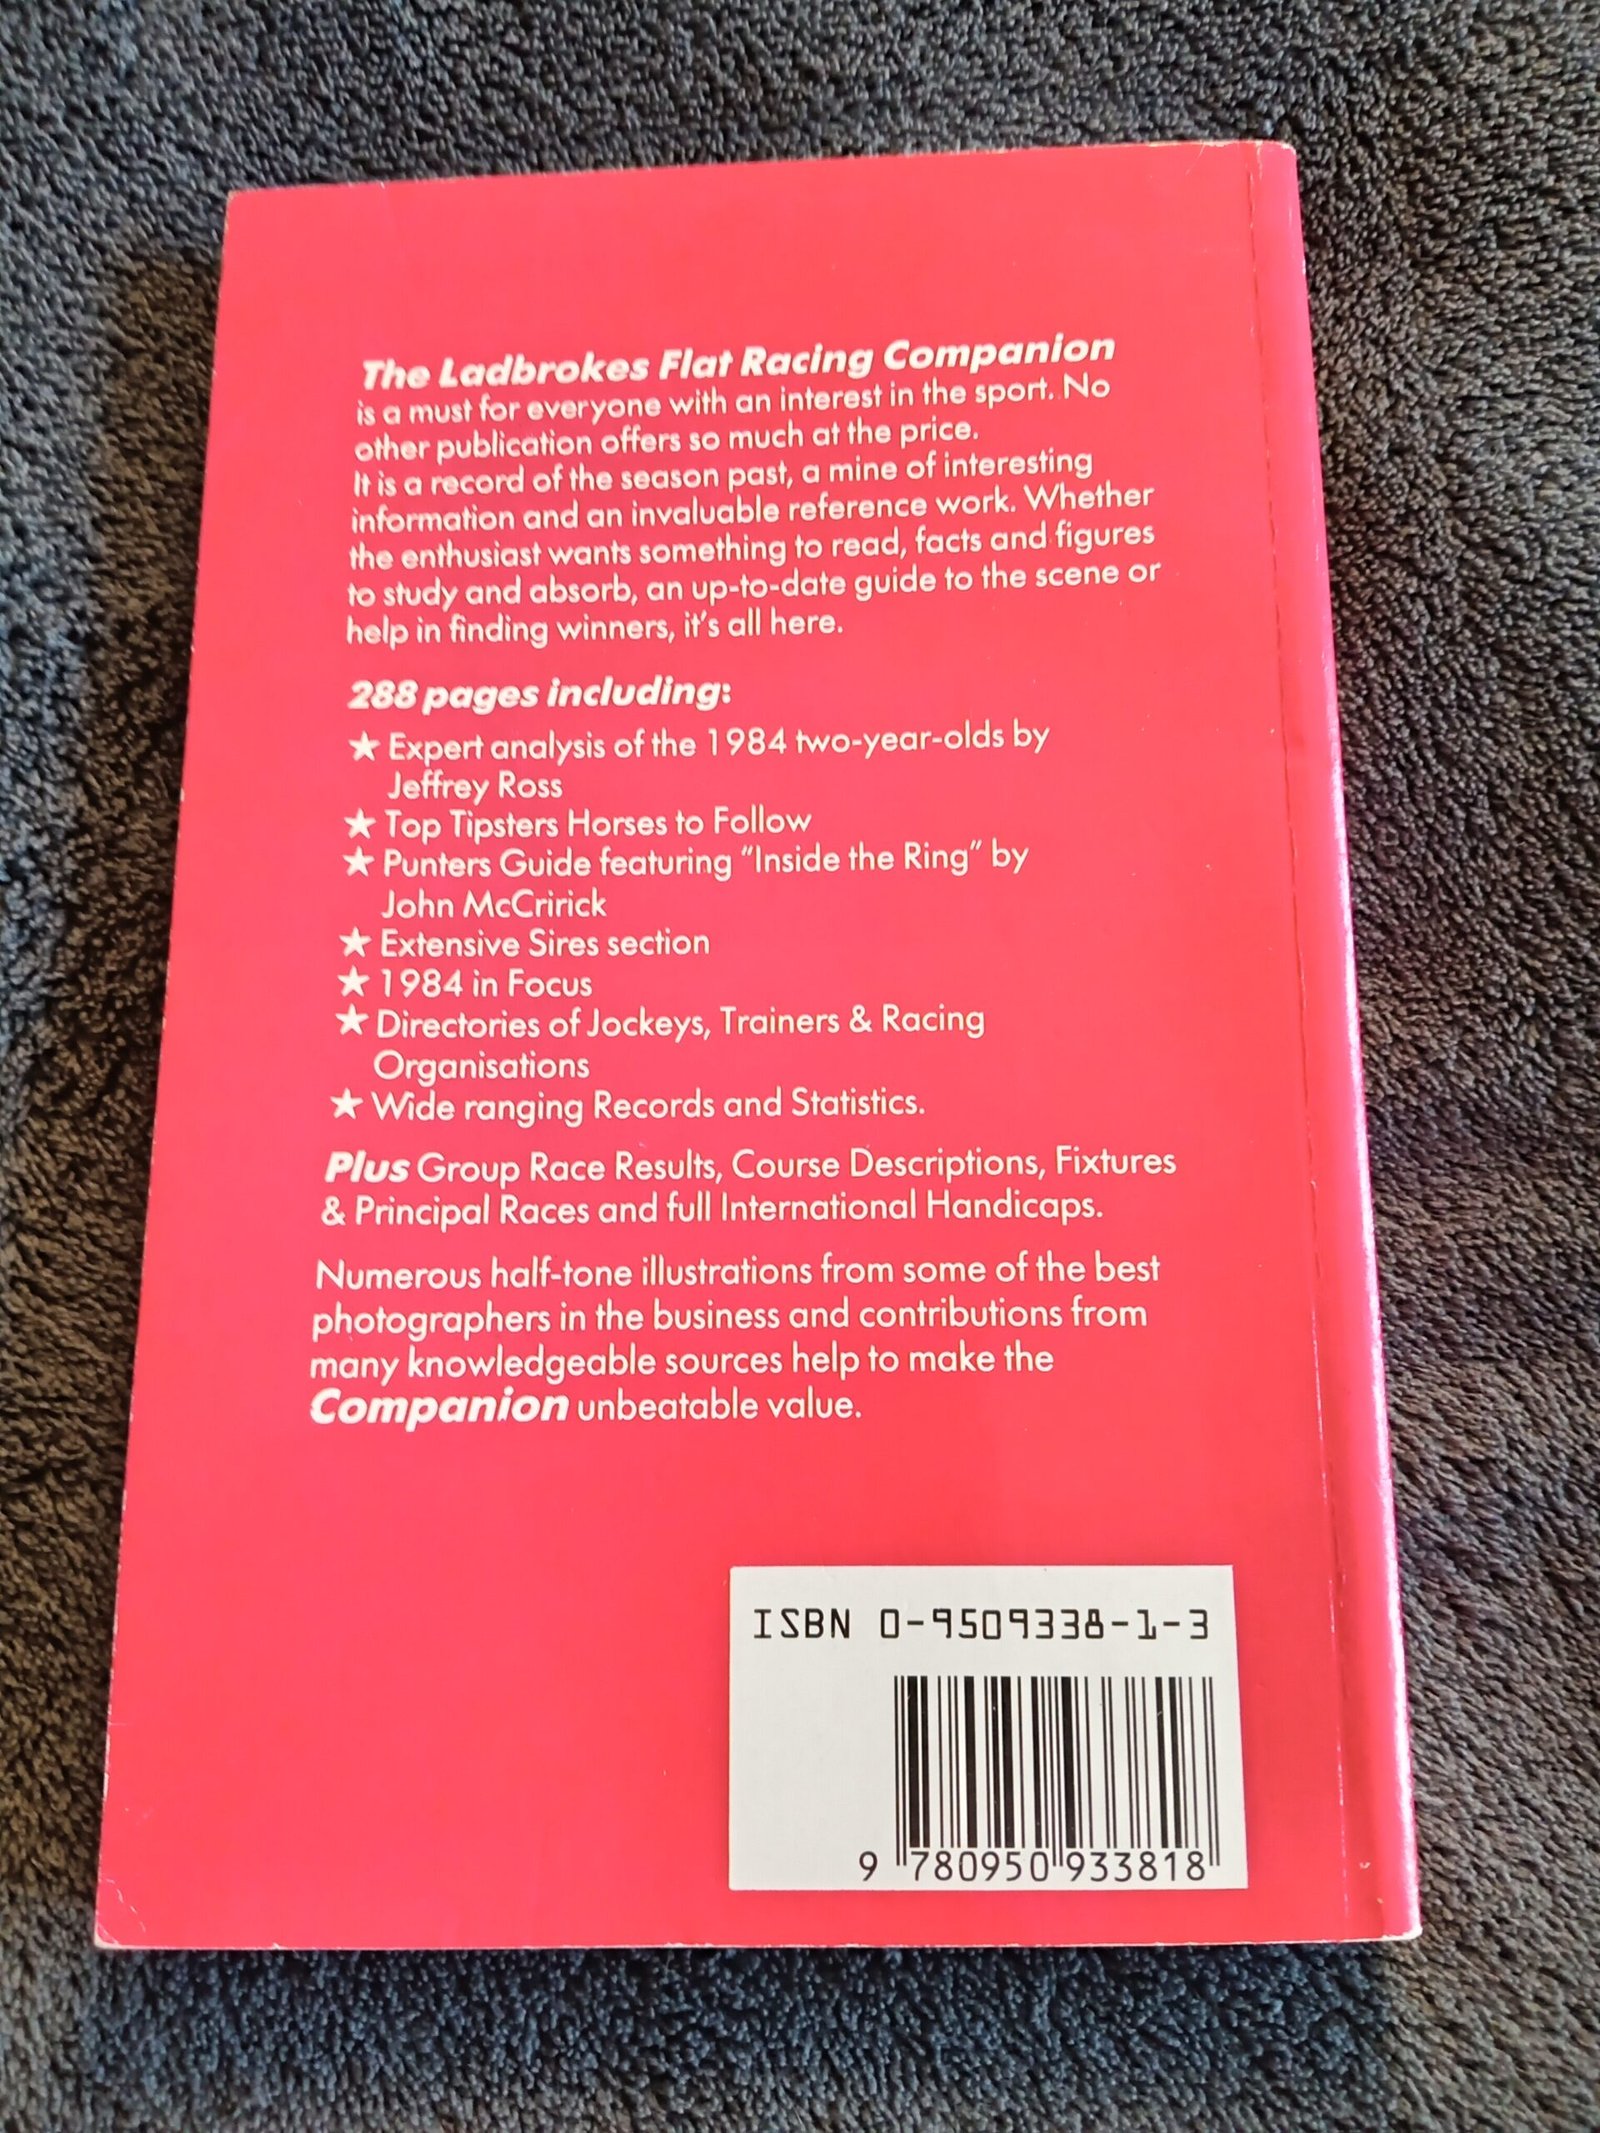 The Ladbrokes Flat Racing Companion
is a must for everyone with an interest in the sport. No
other publication offers so much at the price.
It is a record of the season past, a mine of interesting
information and an invaluable reference work. Whether
the enthusiast wants something to read, facts and figures
to study and absorb, an up-to-date guide to the scene or
help in finding winners, it's all here.
288 pages including:
★ Expert analysis of the 1984 two-year-olds by
Jeffrey Ross
★ Top Tipsters Horses to Follow
★ Punters Guide featuring "Inside the Ring" by
John McCririck
★ Extensive Sires section
★ 1984 in Focus
★ Directories of Jockeys, Trainers & Racing
Organisations
★ Wide ranging Records and Statistics.
Plus Group Race Results, Course Descriptions, Fixtures
& Principal Races and full International Handicaps.
Numerous half-tone illustrations from some of the best
photographers in the business and contributions from
many knowledgeable sources help to make the
Companion unbeatable value.
ISBN 0-9509338-1-3
9 780950 933818